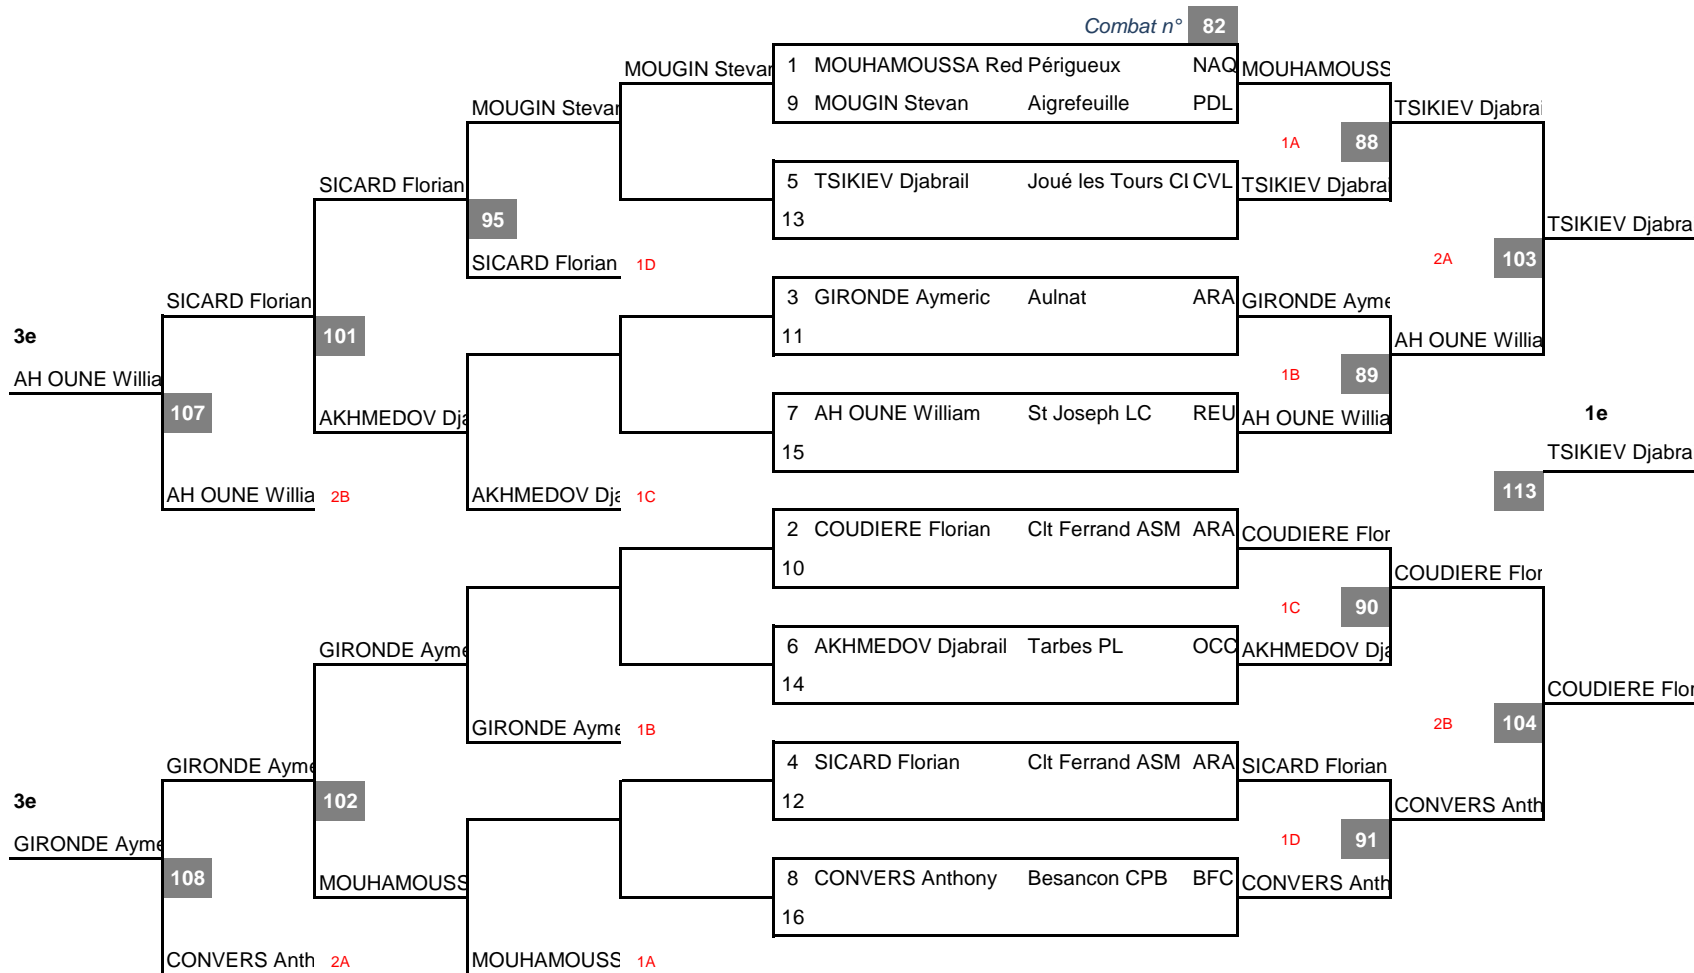 Combat n° 82
MOUGIN Stevar 1 MOUHAMOUSSA Red Périgueux NAQ MOUHAMOUSS
MOUGIN Stevar 9 MOUGIN Stevan Aigrefeuille PDL TSIKIEV Djabrai
1A 88
SICARD Florian 5 TSIKIEV Djabrail Joué les Tours Cl CVL TSIKIEV Djabrai
95 13 TSIKIEV Djabra
SICARD Florian 1D 2A 103
SICARD Florian 3 GIRONDE Aymeric Aulnat ARA GIRONDE Ayme
3e 101 11 AH OUNE Willia
AH OUNE Willia 1B 89
107 AKHMEDOV Dja 7 AH OUNE William St Joseph LC REU AH OUNE Willia 1e
15 TSIKIEV Djabra
AH OUNE Willia 2B AKHMEDOV Dja 1C 113
2 COUDIERE Florian Clt Ferrand ASM ARA COUDIERE Flor
10 COUDIERE Flor
1C 90
GIRONDE Ayme 6 AKHMEDOV Djabrail Tarbes PL OCC AKHMEDOV Dja
14 COUDIERE Flor
GIRONDE Ayme 1B 2B 104
GIRONDE Ayme 4 SICARD Florian Clt Ferrand ASM ARA SICARD Florian
3e 102 12 CONVERS Anth
GIRONDE Ayme 1D 91
108 MOUHAMOUSS 8 CONVERS Anthony Besancon CPB BFC CONVERS Anth
16
CONVERS Anth 2A MOUHAMOUSS 1A